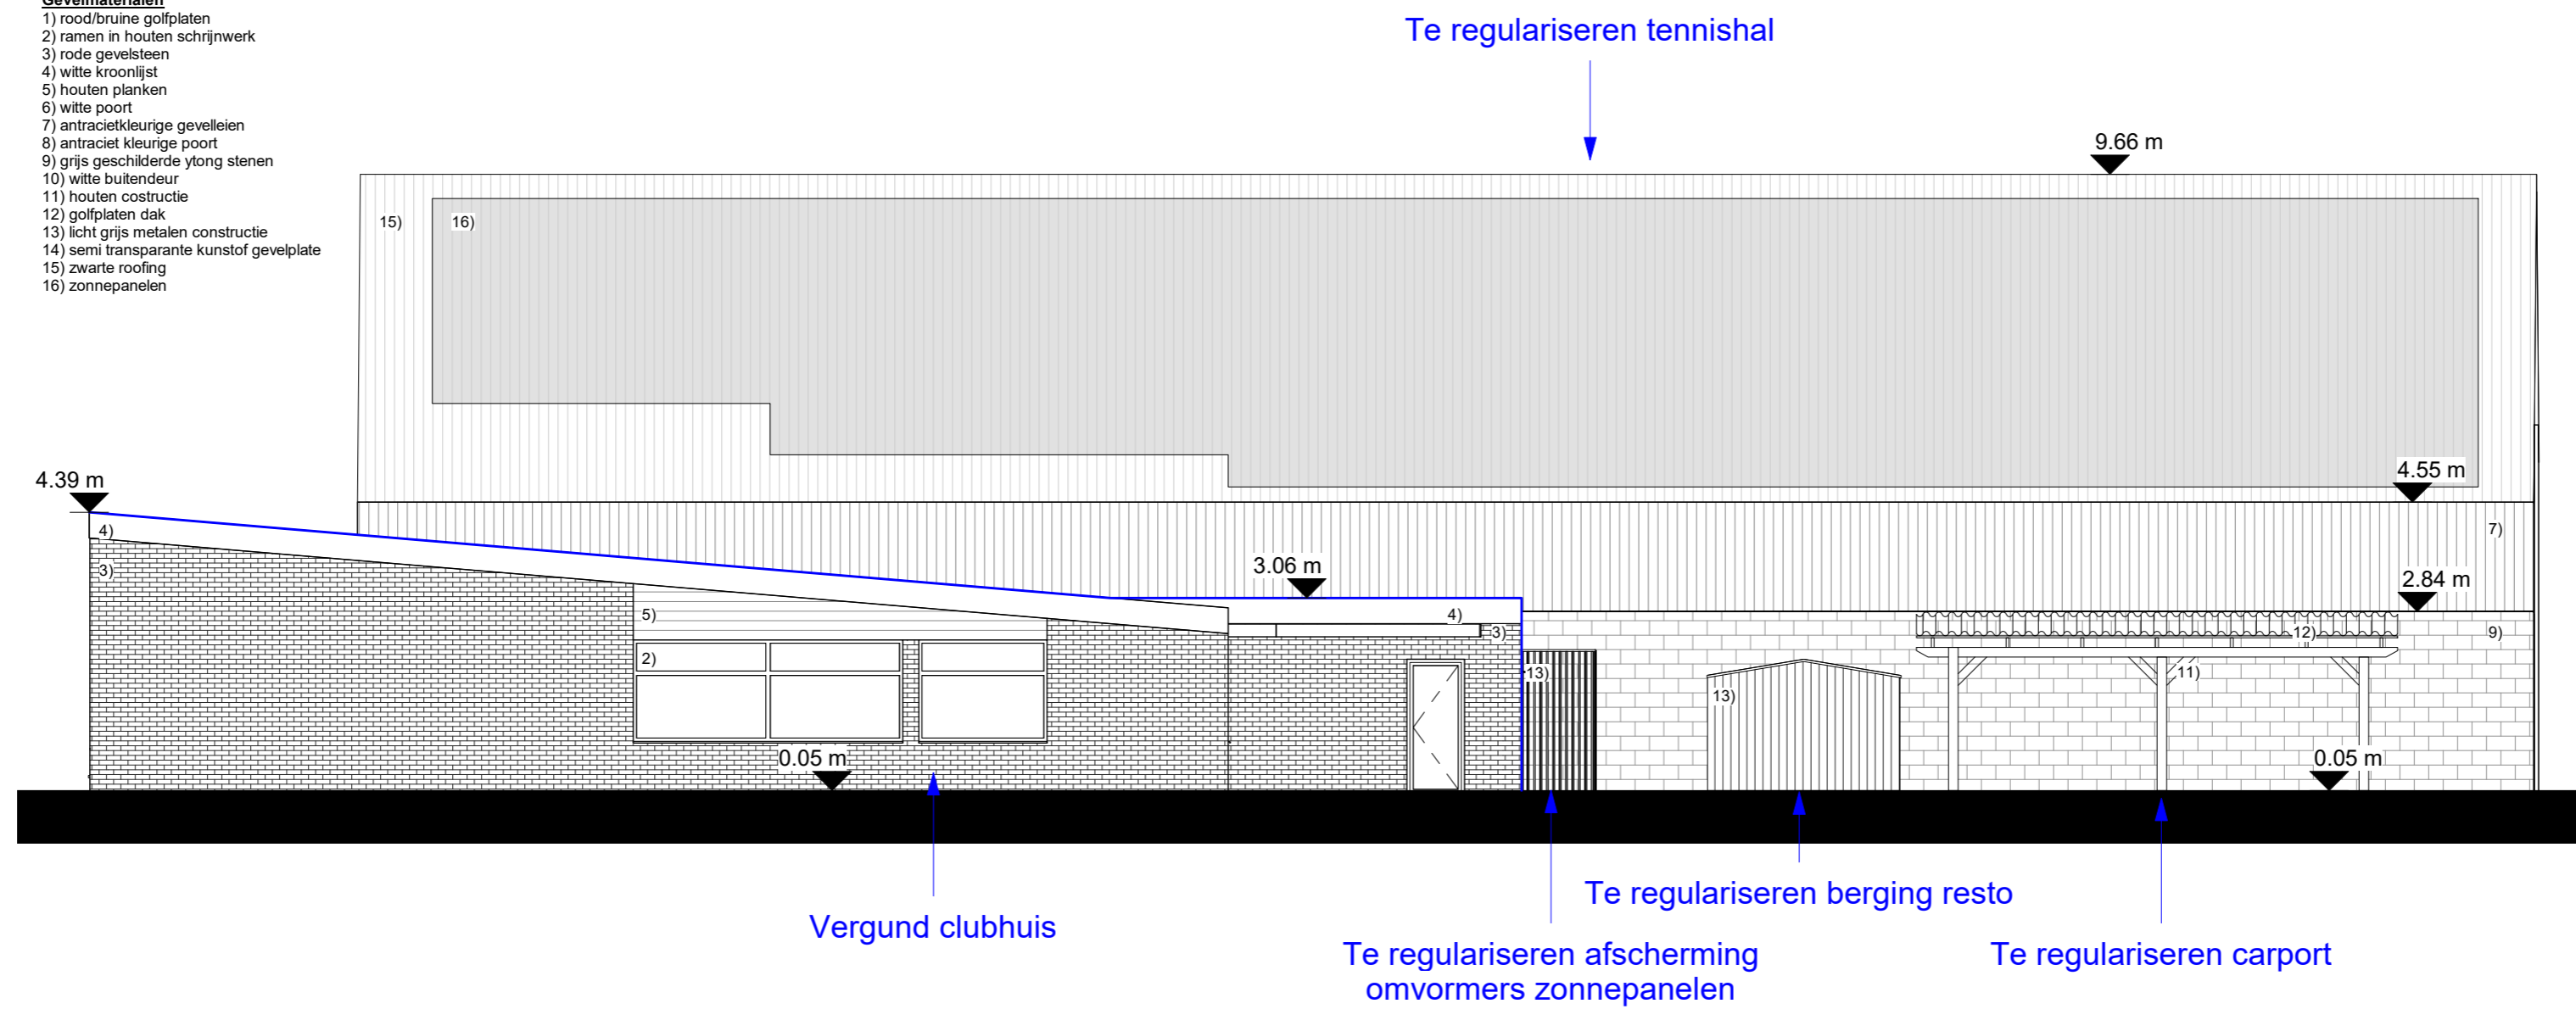 Gevelmaterialen
1) rood/bruine golfplaten
2) ramen in houten schrijnwerk
3) rode gevelsteen
4) witte kroonlijst
5) houten planken
6) witte poort
7) antracietkleurige gevelleien
8) antraciet kleurige poort
9) grijs geschilderde ytong stenen
10) witte buitendeur
11) houten costructie
12) golfplaten dak
13) licht grijs metalen constructie
14) semi transparante kunstof gevelplate
15) zwarte roofing
16) zonnepanelen
Te regulariseren tennishal
9.66 m
15)
16)
4.39 m
4.55 m
4)
7)
3)
3.06 m
2.84 m
5)
4)
3)
12)
9)
2)
13)
11)
13)
0.05 m
0.05 m
Te regulariseren berging resto
Vergund clubhuis
Te regulariseren afscherming
omvormers zonnepanelen
Te regulariseren carport